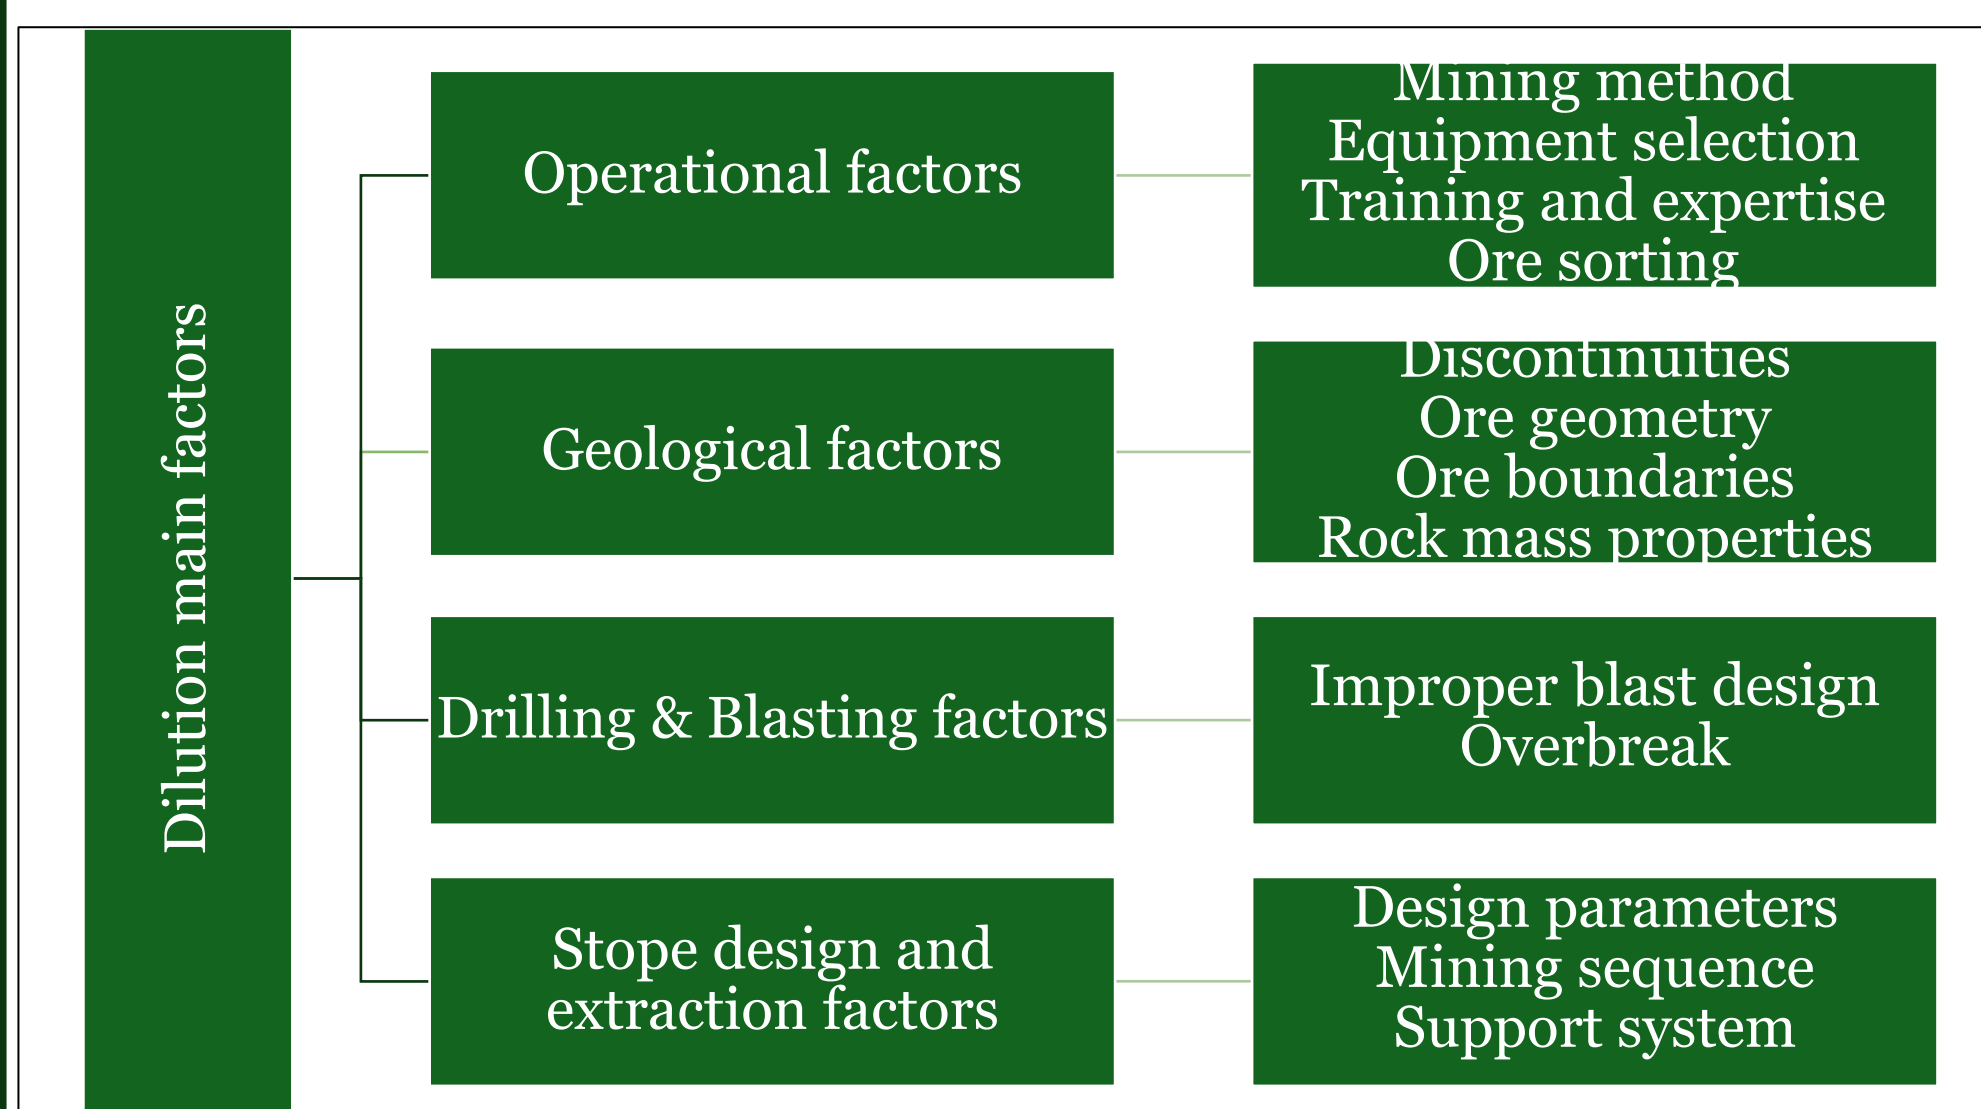 Dilution main factors
Operational factors
Mining method
Equipment selection
Training and expertise
Ore sorting
Geological factors
Discontinuities
Ore geometry
Ore boundaries
Rock mass properties
Drilling & Blasting factors
Improper blast design
Overbreak
Stope design and
extraction factors
Design parameters
Mining sequence
Support system